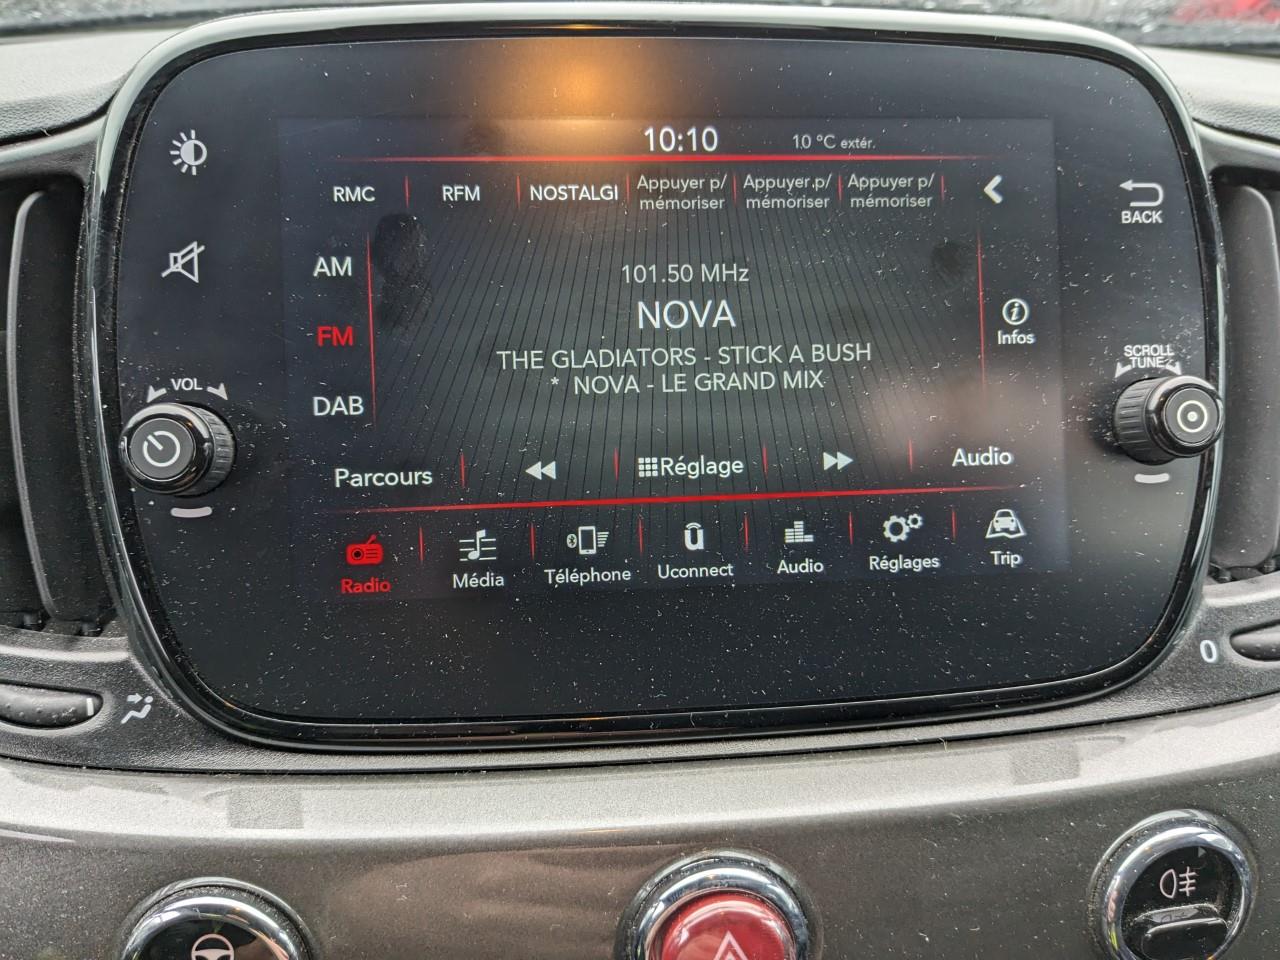 10:10
10 °C extér.
RMC
RFM
NOSTALGI
Appuyer p/
mémoriser
Appuyer p/
mémoriser
Appuyer p/
mémoriser
BACK
AM
101.50 MHz
NOVA
FM
Infos
THE GLADIATORS - STICK A BUSH
* NOVA - LE GRAND MIX
SCROLL
TUNE
VOL
DAB
Parcours
Réglage
Audio
Radio
Média
Téléphone
Uconnect
Audio
Réglages
Trip
0